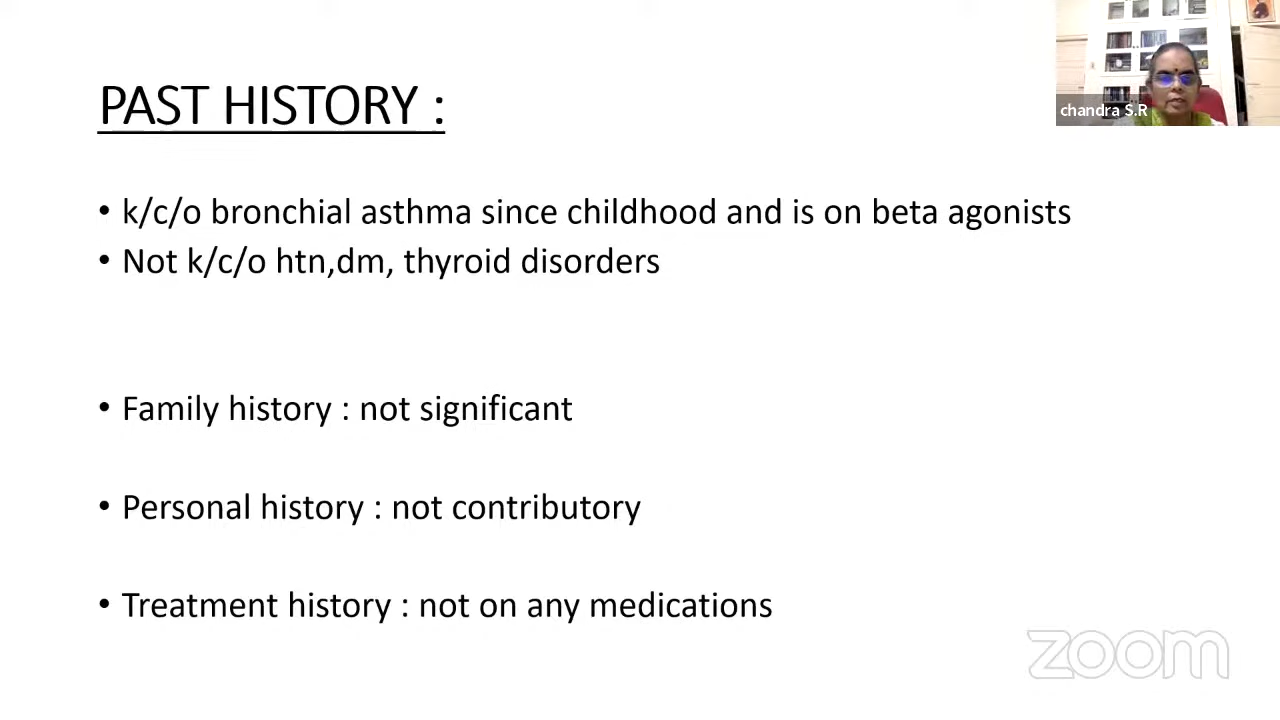 PAST HISTORY :
chandra S.R
• k/c/o bronchial asthma since childhood and is on beta agonists
• Not k/c/o htn,dm, thyroid disorders
• Family history : not significant
• Personal history : not contributory
• Treatment history : not on any medications
zoom